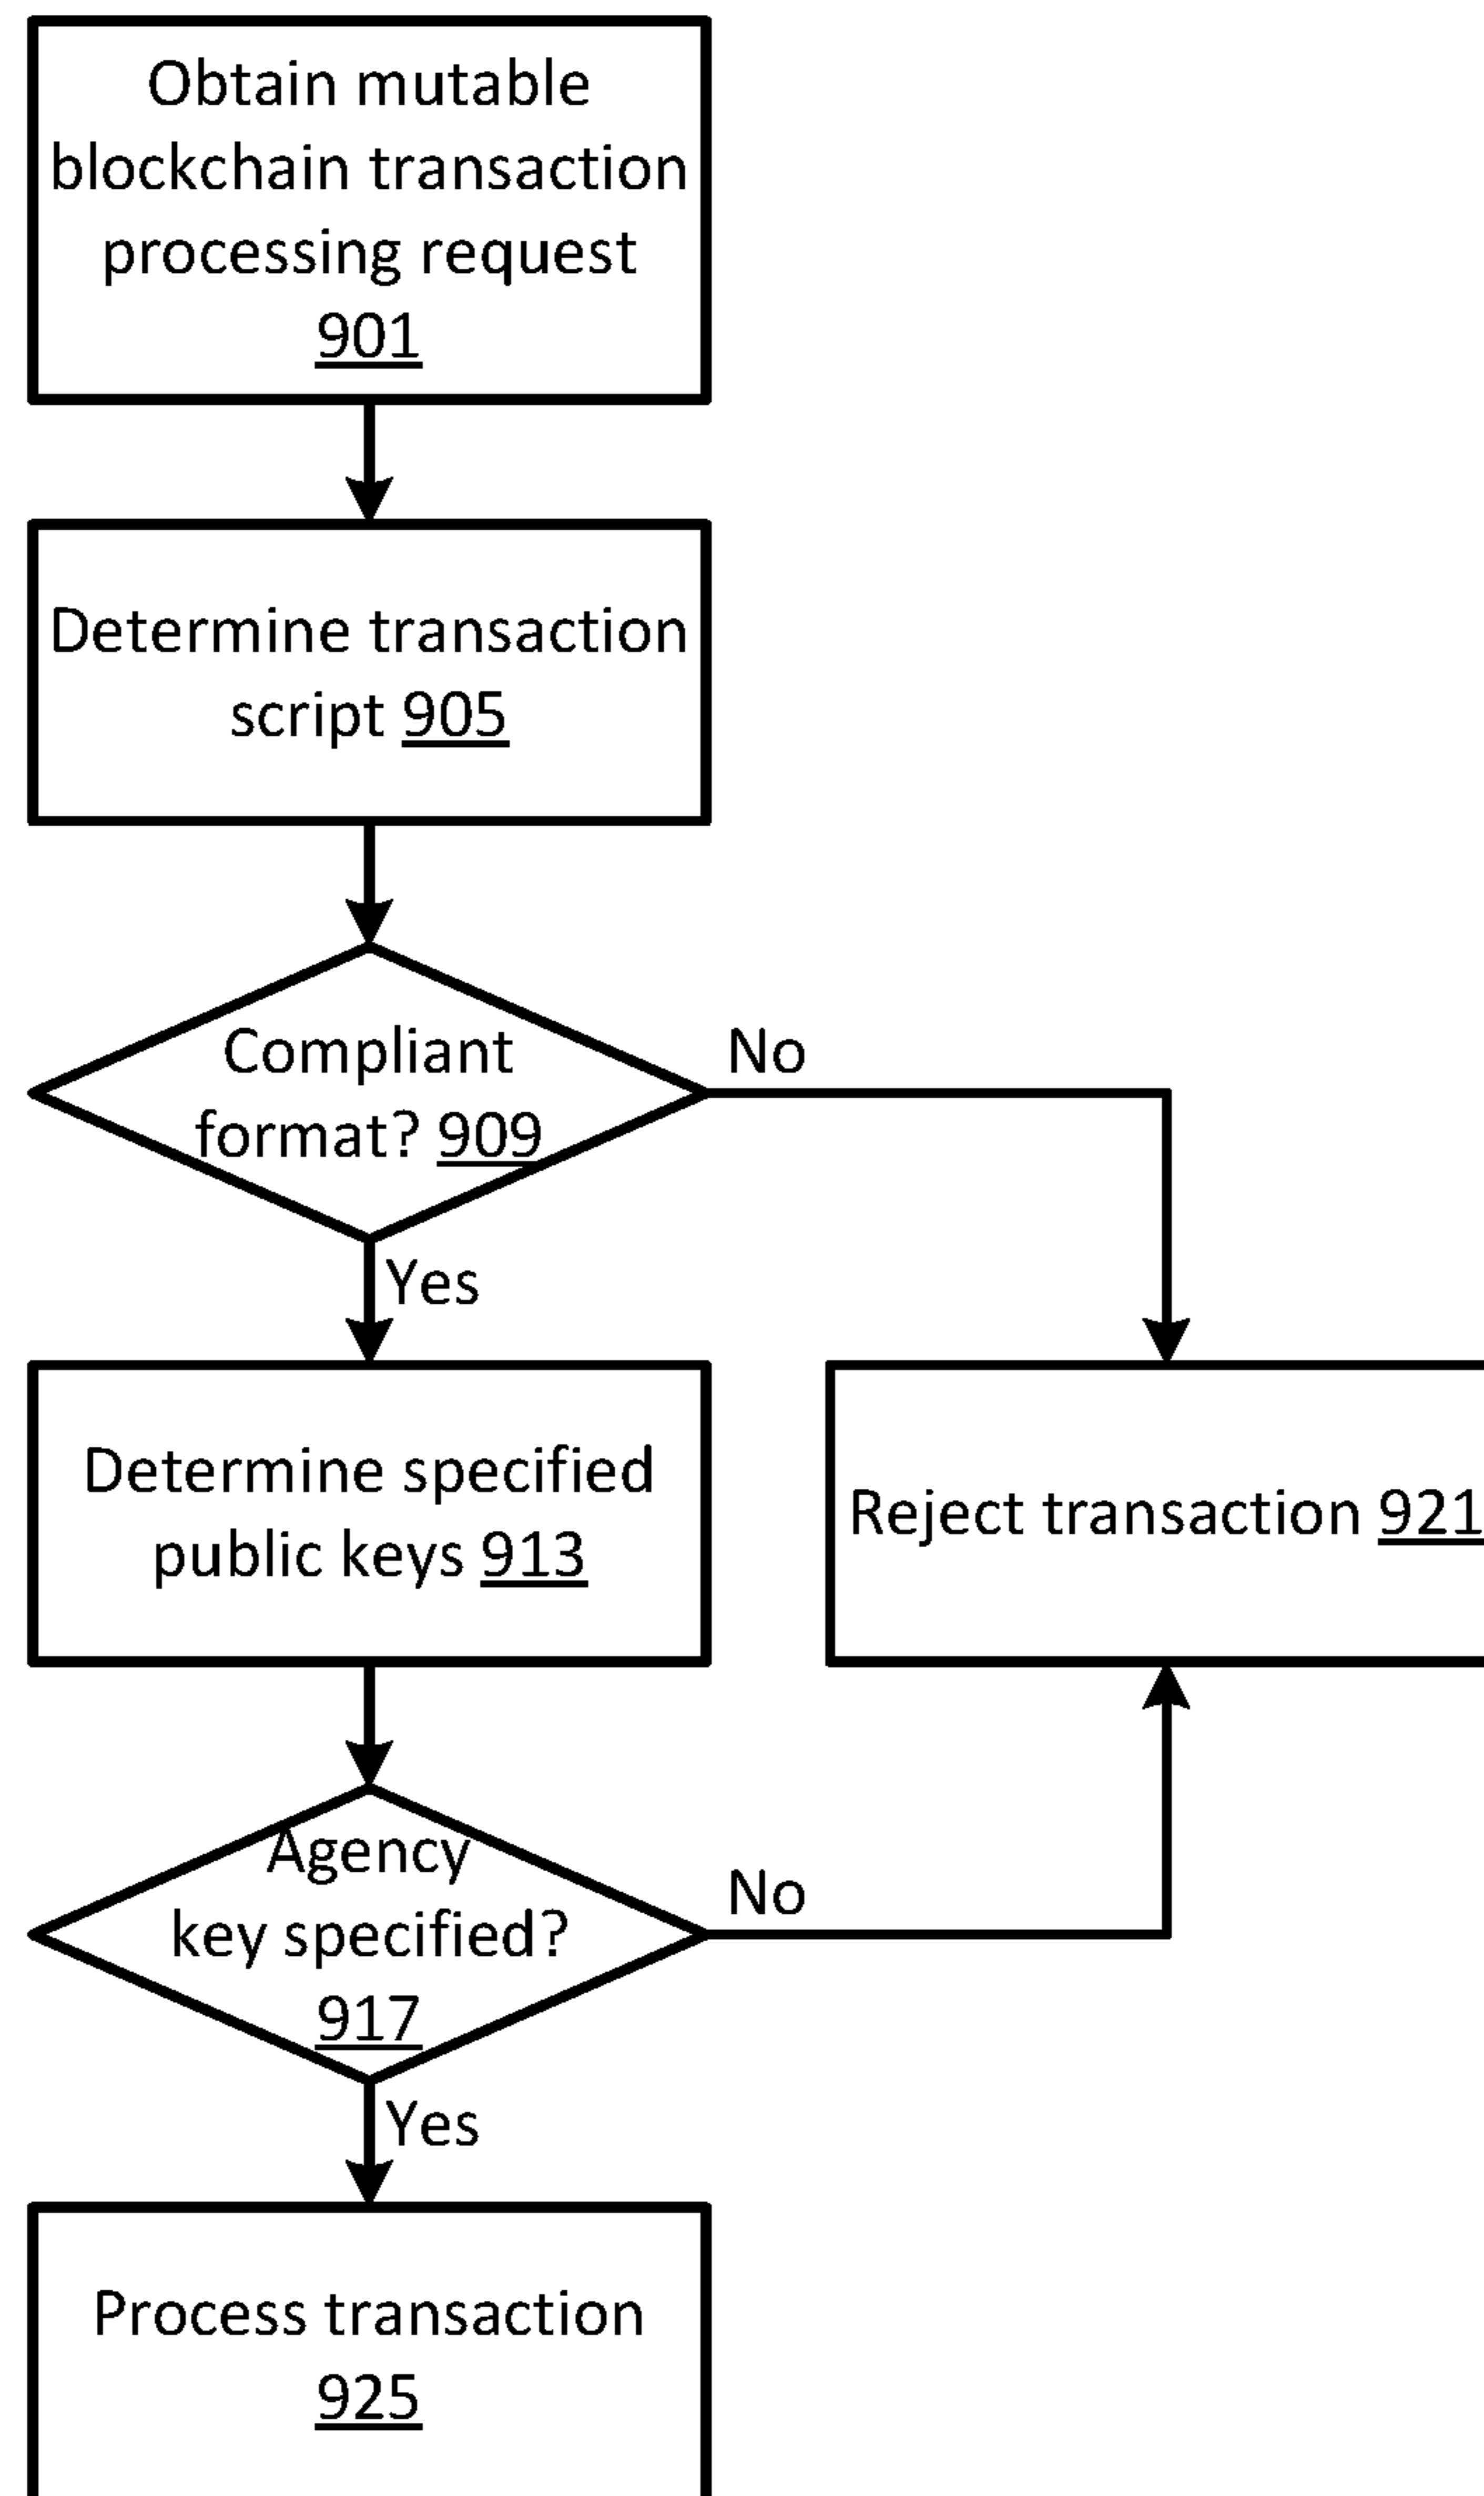 Obtain mutable
blockchain transaction
processing request
901
Determine transaction
script 905
Compliant
format? 909
No
Yes
Determine specified
public keys 913
Reject transaction 921
Agency
key specified?
917
No
Yes
Process transaction
925